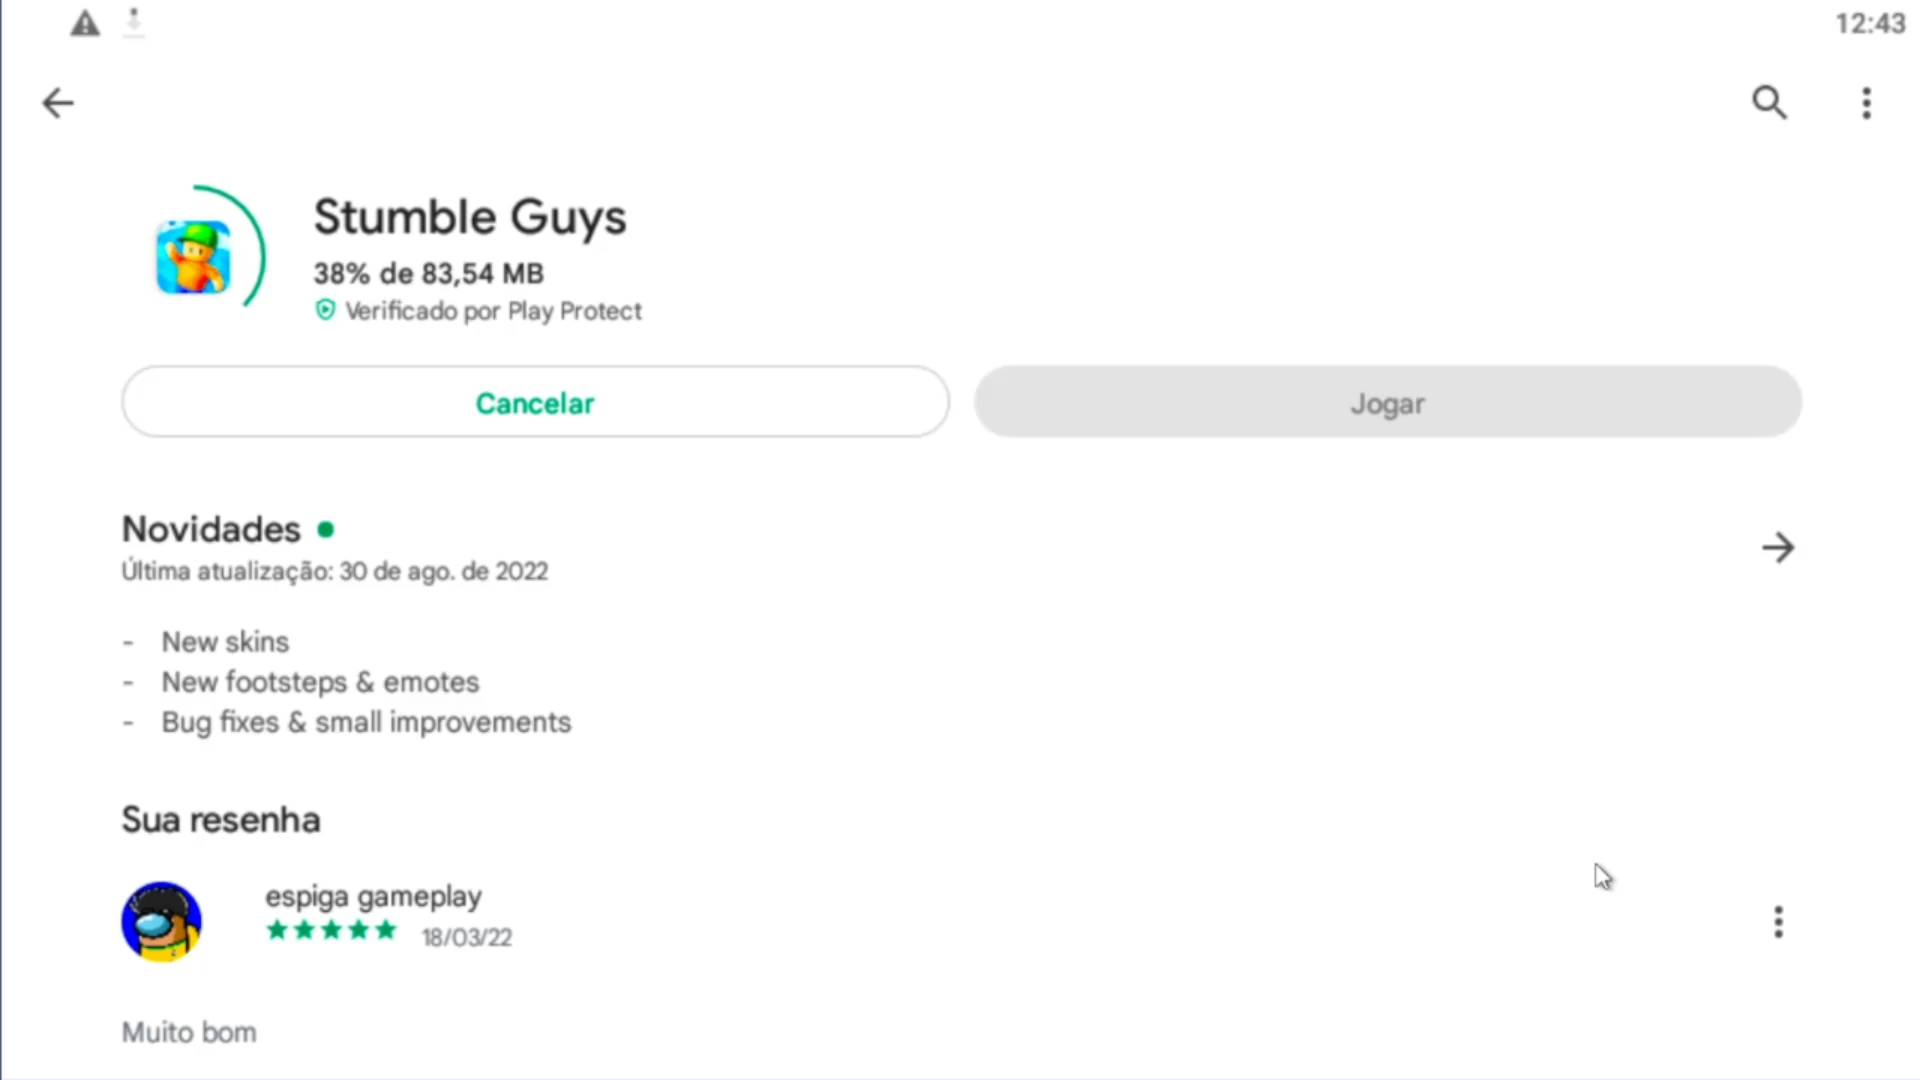 12:43
Stumble Guys
38% de 83,54 MB
Verificado por Play Protect
Cancelar
Jogar
Novidades
Última atualização: 30 de ago. de 2022
- New skins
- New footsteps & emotes
- Bug fixes & small improvements
Sua resenha
espiga gameplay
18/03/22
Muito bom